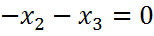 −x₂ − x₃ = 0